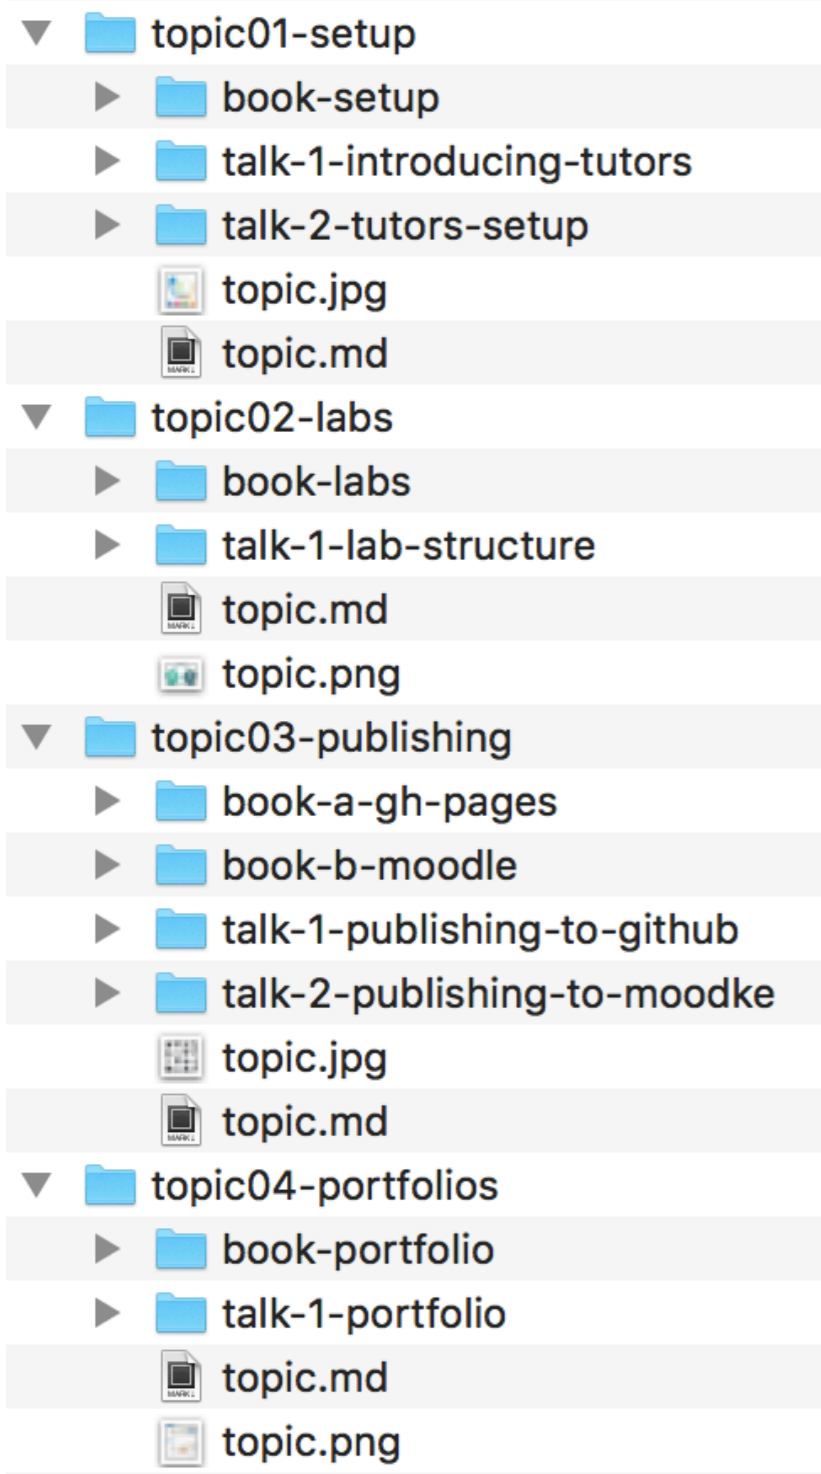 topic01-setup
book-setup
talk-1-introducing-tutors
talk-2-tutors-setup
topic.jpg
topic.md
topic02-labs
book-labs
talk-1-lab-structure
topic.md
topic.png
topic03-publishing
book-a-gh-pages
book-b-moodle
talk-1-publishing-to-github
talk-2-publishing-to-moodke
topic.jpg
topic.md
topic04-portfolios
book-portfolio
talk-1-portfolio
topic.md
topic.png